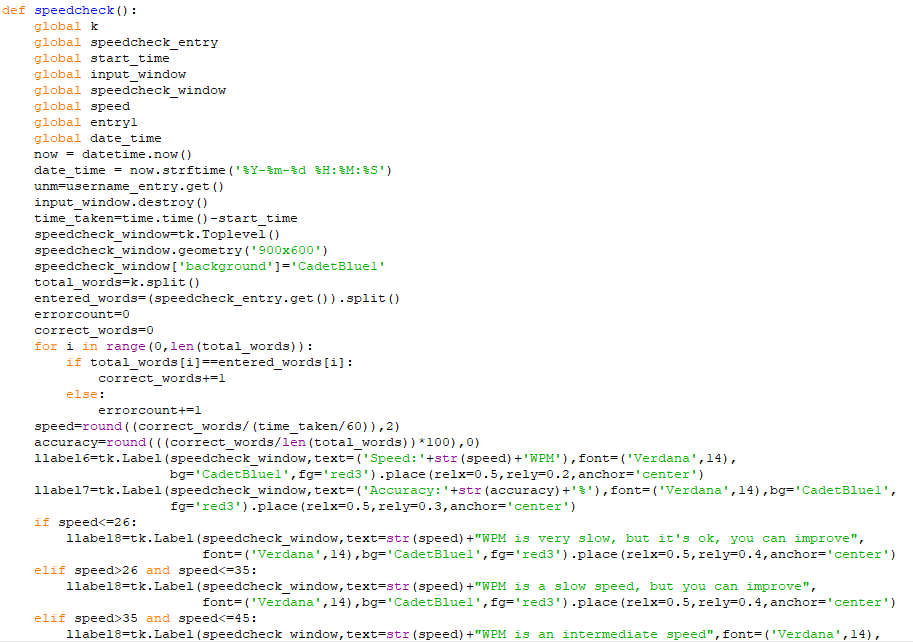 def speedcheck():
    global k
    global speedcheck_entry
    global start_time
    global input_window
    global speedcheck_window
    global speed
    global entry1
    global date_time
    now = datetime.now()
    date_time = now.strftime('%Y-%m-%d %H:%M:%S')
    unm=username_entry.get()
    input_window.destroy()
    time_taken=time.time()-start_time
    speedcheck_window=tk.Toplevel()
    speedcheck_window.geometry('900x600')
    speedcheck_window['background']='CadetBlue1'
    total_words=k.split()
    entered_words=(speedcheck_entry.get()).split()
    errorcount=0
    correct_words=0
    for i in range(0,len(total_words)):
        if total_words[i]==entered_words[i]:
            correct_words+=1
        else:
            errorcount+=1
    speed=round((correct_words/(time_taken/60)),2)
    accuracy=round(((correct_words/len(total_words))*100),0)
    llabel6=tk.Label(speedcheck_window,text=('Speed:'+str(speed)+'WPM'),font=('Verdana',14),
                     bg='CadetBlue1',fg='red3').place(relx=0.5,rely=0.2,anchor='center')
    llabel7=tk.Label(speedcheck_window,text=('Accuracy:'+str(accuracy)+'%'),font=('Verdana',14),bg='CadetBlue1',
                     fg='red3').place(relx=0.5,rely=0.3,anchor='center')
    if speed<=26:
        llabel8=tk.Label(speedcheck_window,text=str(speed)+"WPM is very slow, but it's ok, you can improve",
                         font=('Verdana',14),bg='CadetBlue1',fg='red3').place(relx=0.5,rely=0.4,anchor='center')
    elif speed>26 and speed<=35:
        llabel8=tk.Label(speedcheck_window,text=str(speed)+"WPM is a slow speed, but you can improve",
                         font=('Verdana',14),bg='CadetBlue1',fg='red3').place(relx=0.5,rely=0.4,anchor='center')
    elif speed>35 and speed<=45:
        llabel8=tk.Label(speedcheck_window,text=str(speed)+"WPM is an intermediate speed",font=('Verdana',14),